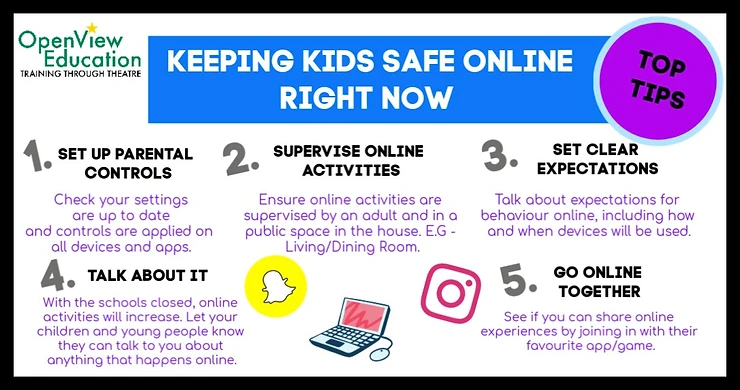 OpenView
Education
TRAINING THROUGH THEATRE
KEEPING KIDS SAFE ONLINE
RIGHT NOW
TOP
TIPS
1. SET UP PARENTAL
CONTROLS
Check your settings
are up to date
and controls are applied on
all devices and apps.
2. SUPERVISE ONLINE
ACTIVITIES
Ensure online activities are
supervised by an adult and in a
public space in the house. E.G -
Living/Dining Room.
3. SET CLEAR
EXPECTATIONS
Talk about expectations for
behaviour online, including how
and when devices will be used.
4. TALK ABOUT IT
With the schools closed, online
activities will increase. Let your
children and young people know
they can talk to you about
anything that happens online.
5. GO ONLINE
TOGETHER
See if you can share online
experiences by joining in with their
favourite app/game.